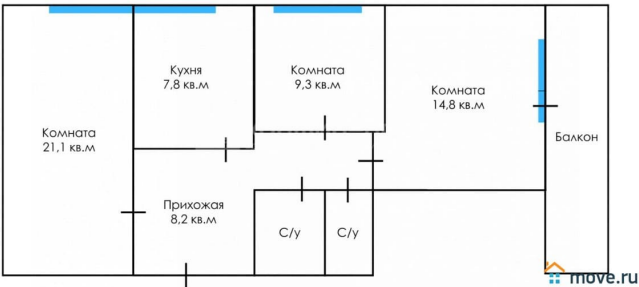 Кухня
7,8 кв.м
Комната
9,3 кв.м
Комната
14,8 кв.м
Комната
21,1 кв.м
Балкон
Прихожая
8,2 кв.м
С/у
С/у
move.ru